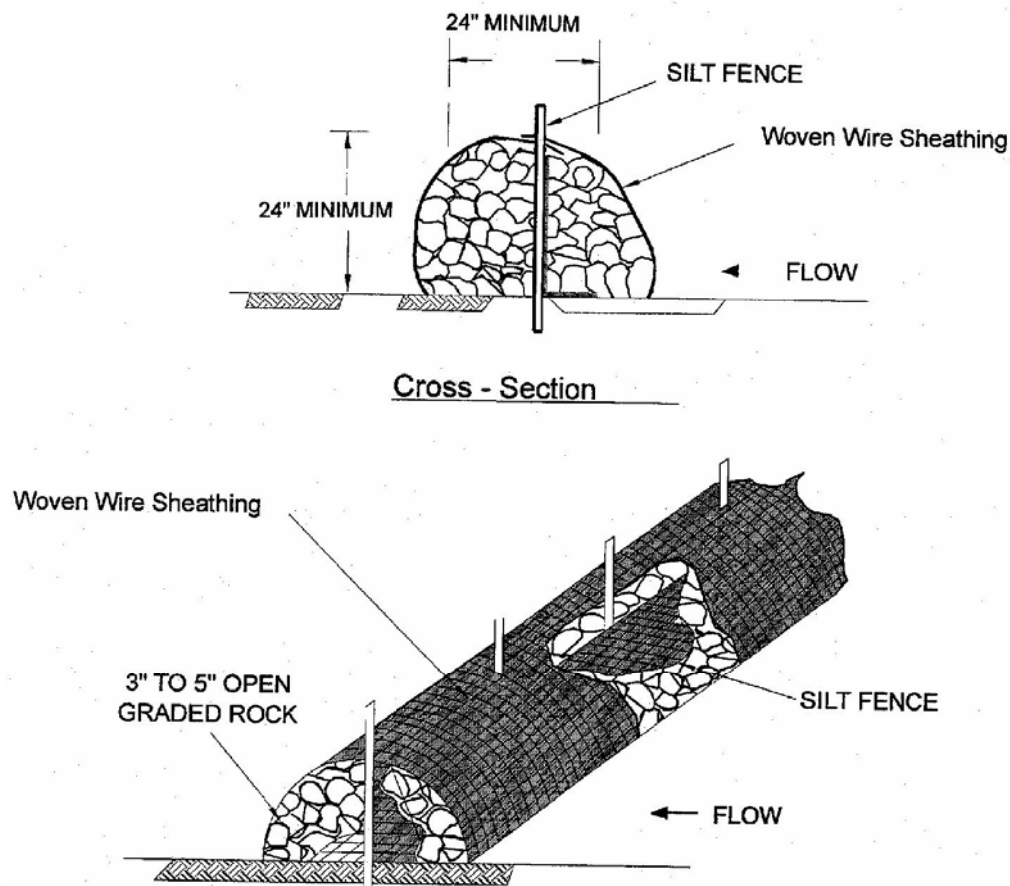 24" MINIMUM
SILT FENCE
Woven Wire Sheathing
24" MINIMUM
FLOW
Cross - Section
Woven Wire Sheathing
3" TO 5" OPEN
GRADED ROCK
SILT FENCE
FLOW